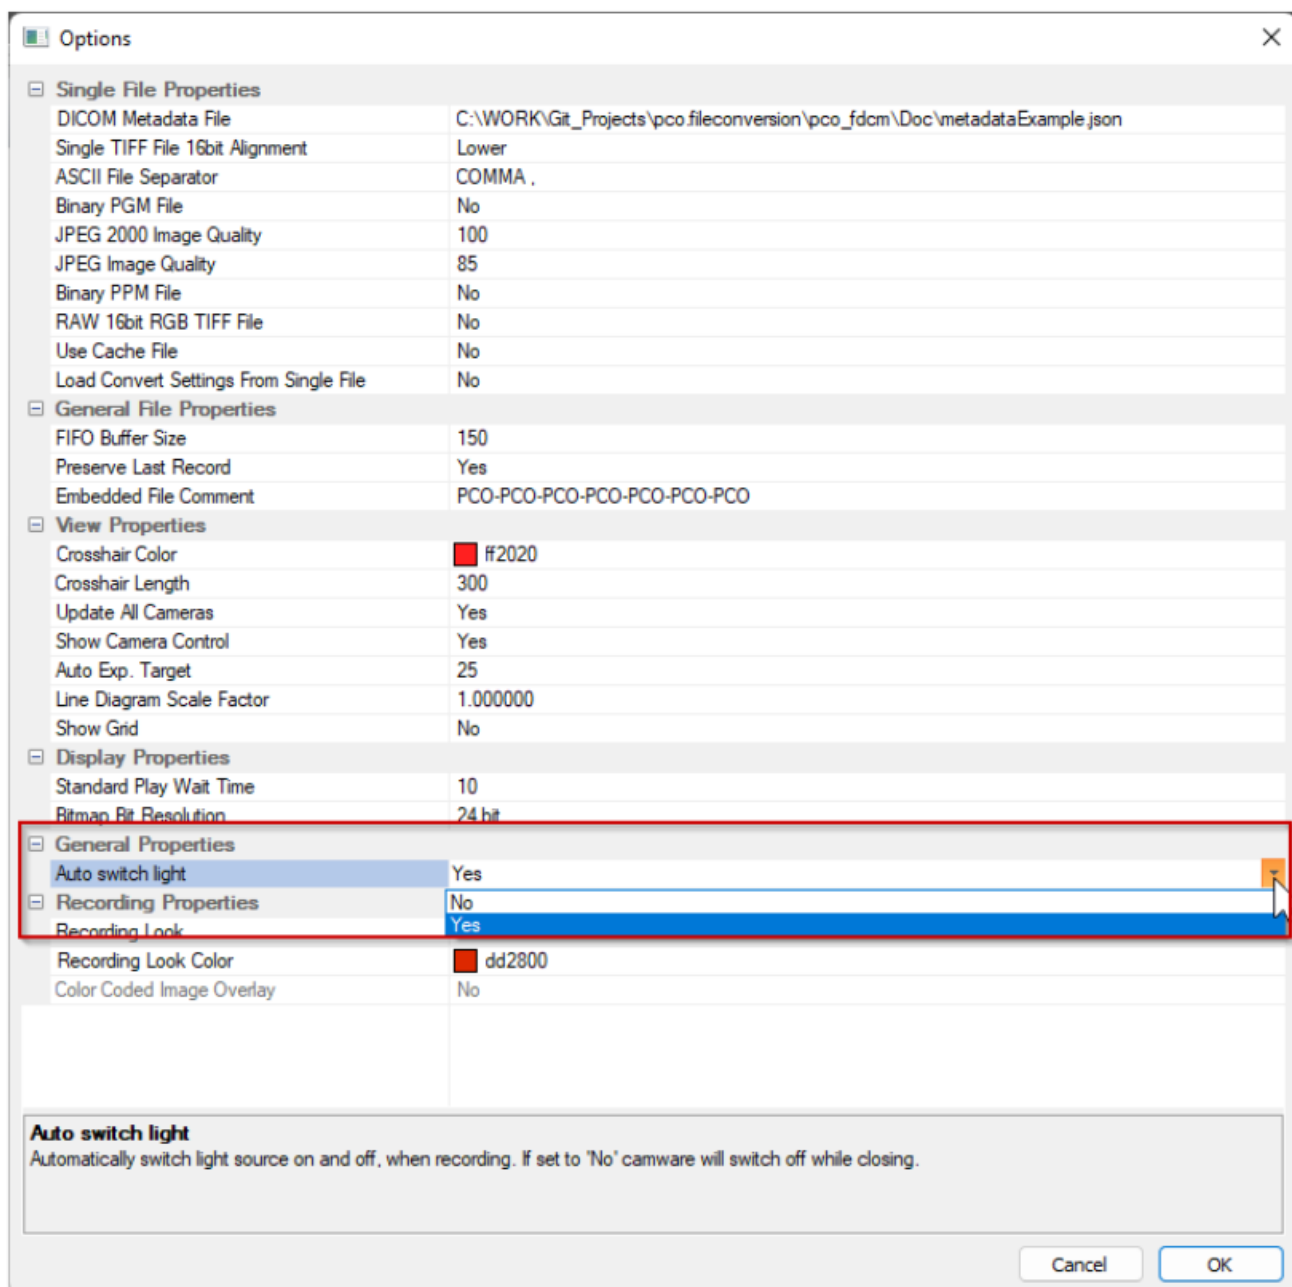 Options
Single File Properties
DICOM Metadata File C:\WORK\Git_Projects\pco.fileconversion\pco_fdcm\Doc\metadataExample.json
Single TIFF File 16bit Alignment Lower
ASCII File Separator COMMA ,
Binary PGM File No
JPEG 2000 Image Quality 100
JPEG Image Quality 85
Binary PPM File No
RAW 16bit RGB TIFF File No
Use Cache File No
Load Convert Settings From Single File No
General File Properties
FIFO Buffer Size 150
Preserve Last Record Yes
Embedded File Comment PCO-PCO-PCO-PCO-PCO-PCO-PCO
View Properties
Crosshair Color ff2020
Crosshair Length 300
Update All Cameras Yes
Show Camera Control Yes
Auto Exp. Target 25
Line Diagram Scale Factor 1.000000
Show Grid No
Display Properties
Standard Play Wait Time 10
Bitmap Bit Resolution 24 bit
General Properties
Auto switch light Yes
Recording Properties No
Recording Look Yes
Recording Look Color dd2800
Color Coded Image Overlay No
Auto switch light
Automatically switch light source on and off, when recording. If set to 'No' camware will switch off while closing.
Cancel OK